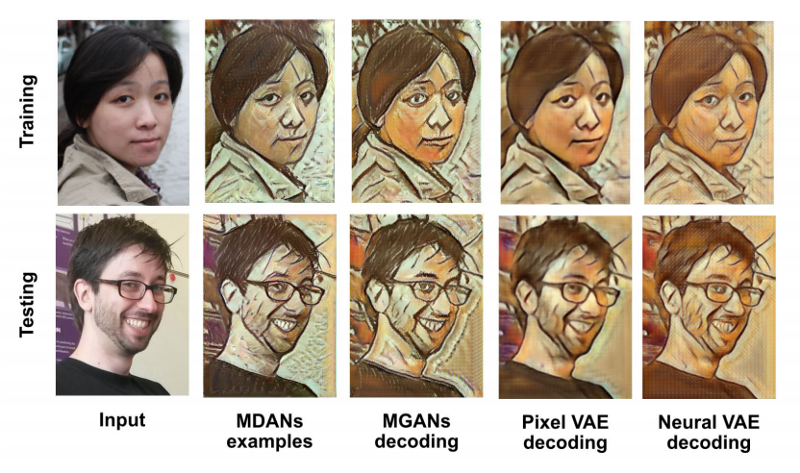 Training
Testing
Input
MDANs
examples
MGANs
decoding
Pixel VAE
decoding
Neural VAE
decoding